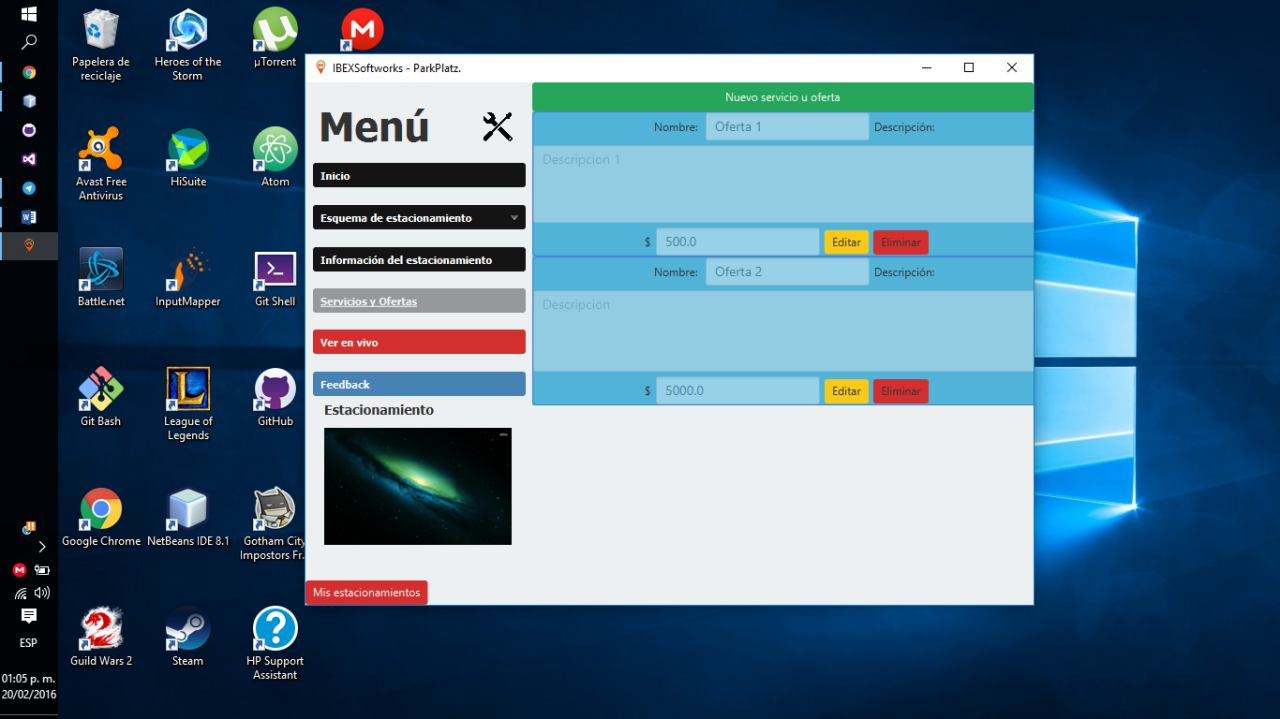 Papelera de
reciclaje
Heroes of the
Storm
µTorrent
Avast Free
Antivirus
HiSuite
Atom
Battle.net
InputMapper
Git Shell
Git Bash
League of
Legends
GitHub
Google Chrome
NetBeans IDE 8.1
Gotham City
Impostors Fr...
Guild Wars 2
Steam
HP Support
Assistant
ESP
01:05 p. m.
20/02/2016
IBEXSoftworks - ParkPlatz.
Menú
Inicio
Esquema de estacionamiento
Información del estacionamiento
Servicios y Ofertas
Ver en vivo
Feedback
Estacionamiento
Mis estacionamientos
Nuevo servicio u oferta
Nombre: Oferta 1 Descripción:
Descripcion 1
$ 500.0 Editar Eliminar
Nombre: Oferta 2 Descripción:
Descripcion
$ 5000.0 Editar Eliminar